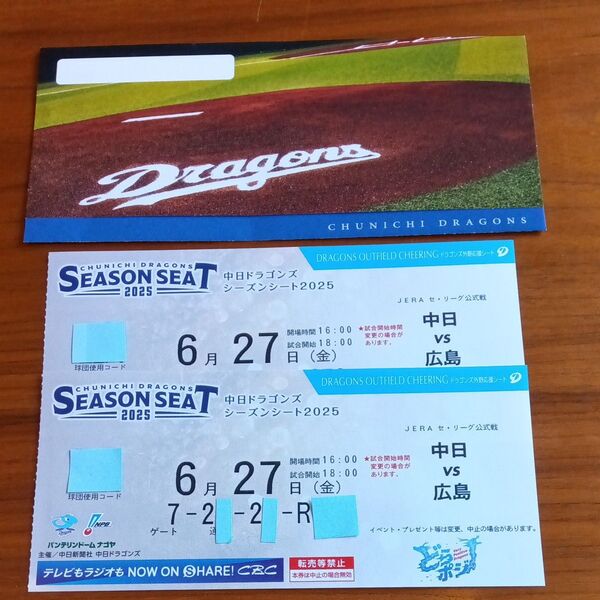 Dragons
CHUNICHI DRAGONS
CHUNICHI DRAGONS
SEASON SEAT
2025
中日ドラゴンズ
シーズンシート2025
DRAGONS OUTFIELD CHEERING ドラゴンズ外野応援シート
JERA セ・リーグ公式戦
6月27日(金)
開場時間16:00
試合開始18:00
★試合開始時間
変更の場合が
あります。
中日
vs
広島
球団使用コード
CHUNICHI DRAGONS
SEASON SEAT
2025
中日ドラゴンズ
シーズンシート2025
DRAGONS OUTFIELD CHEERING ドラゴンズ外野応援シート
JERA セ・リーグ公式戦
6月27日(金)
開場時間16:00
試合開始18:00
★試合開始時間
変更の場合が
あります。
中日
vs
広島
球団使用コード
7-2 -2 -R
ゲート 通
NPB
バンテリンドーム ナゴヤ
主催/中日新聞社 中日ドラゴンズ
イベント・プレゼント等は変更、中止の場合があります。
テレビもラジオも NOW ON SHARE! CBC
転売等禁止
本券は中止の場合無効
どらポジ